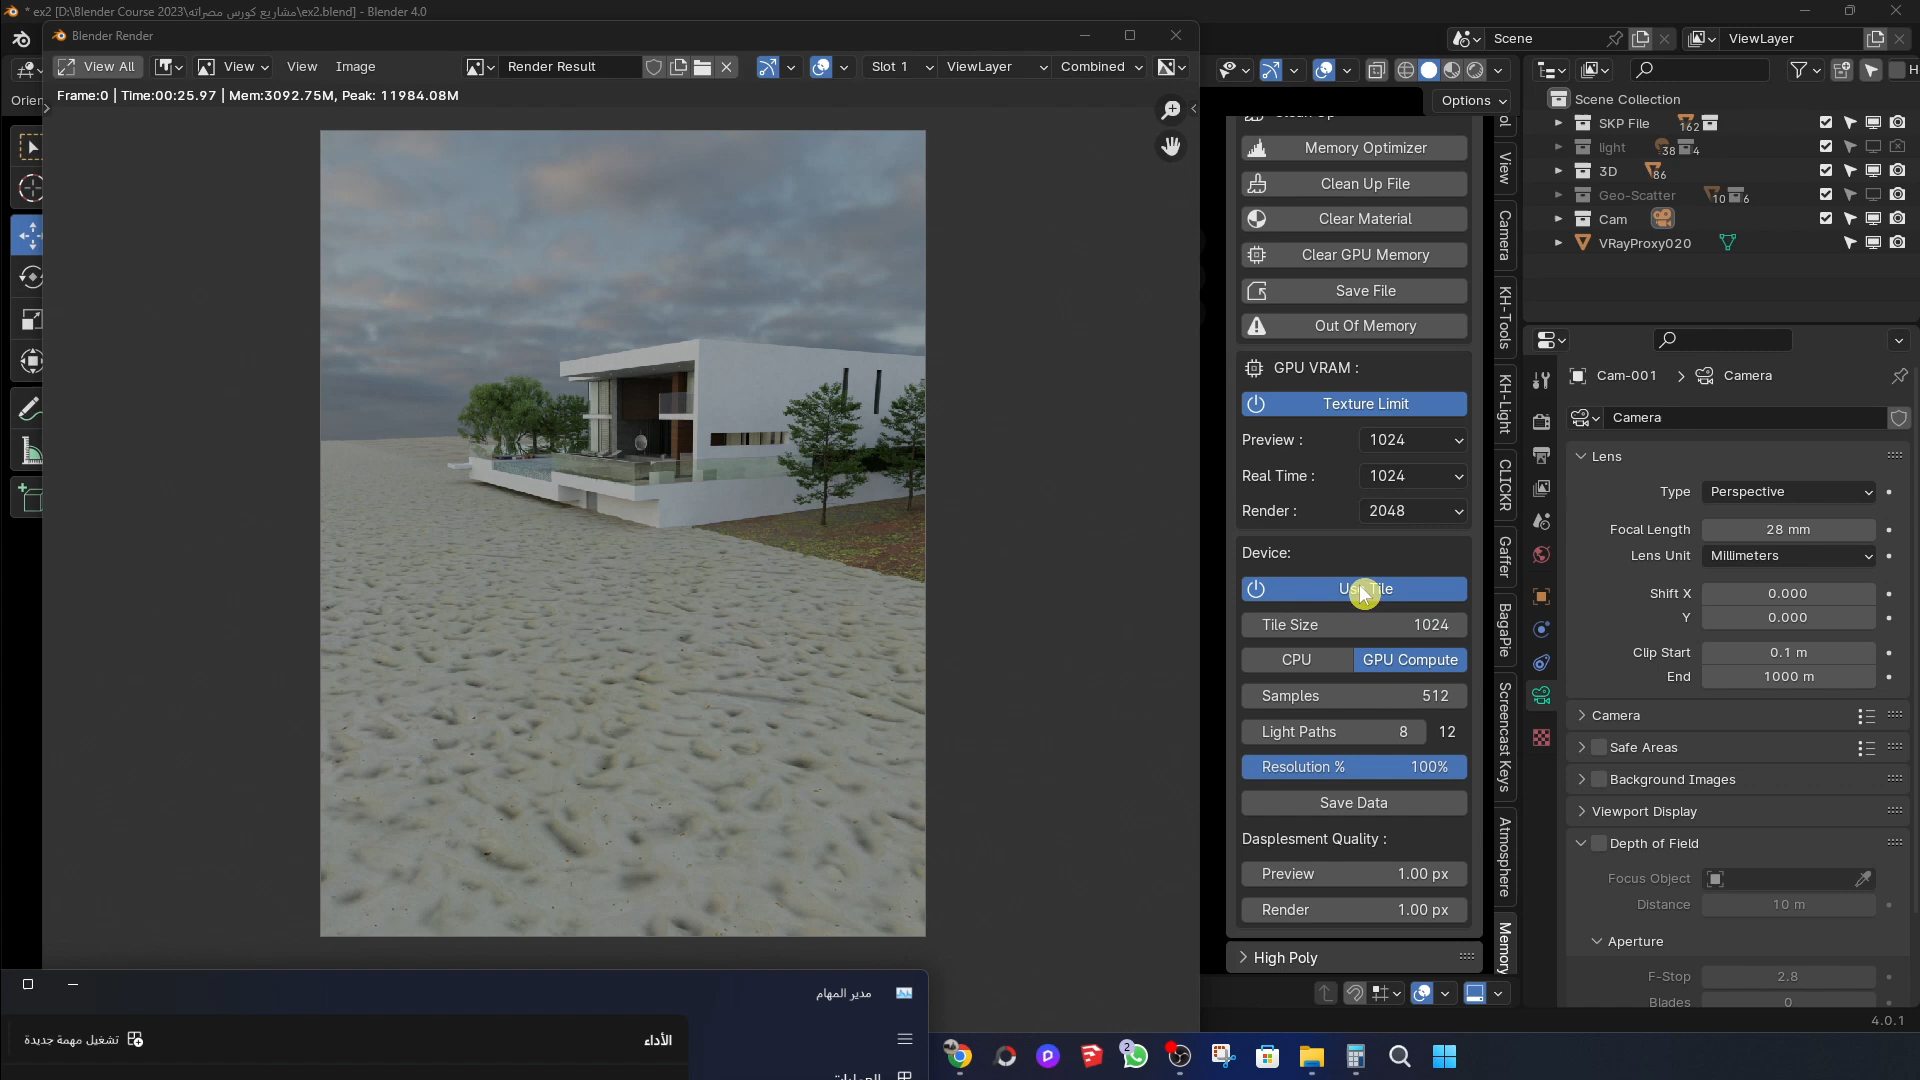 * ex2 [D:\Blender Course 2023\مشاريع كورس مصراته\ex2.blend] - Blender 4.0
Blender Render
View All
View
View
Image
Render Result
Slot 1
ViewLayer
Combined
Frame:0 | Time:00:25.97 | Mem:3092.75M, Peak: 11984.08M
Orien
Scene
ViewLayer
Options
Memory Optimizer
Clean Up File
Clear Material
Clear GPU Memory
Save File
Out Of Memory
GPU VRAM :
Texture Limit
Preview : 1024
Real Time : 1024
Render : 2048
Device:
Use Tile
Tile Size 1024
CPU GPU Compute
Samples 512
Light Paths 8 12
Resolution % 100%
Save Data
Dasplesment Quality :
Preview 1.00 px
Render 1.00 px
High Poly
View
Camera
KH-Tools
KH-Light
CLICKR
Gaffer
BagaPie
Screencast Keys
Atmosphere
Memory
Scene Collection
SKP File 162
light 38 4
3D 86
Geo-Scatter 10 6
Cam
VRayProxy020
Cam-001 > Camera
Camera
Lens
Type Perspective
Focal Length 28 mm
Lens Unit Millimeters
Shift X 0.000
Y 0.000
Clip Start 0.1 m
End 1000 m
Camera
Safe Areas
Background Images
Viewport Display
Depth of Field
Focus Object
Distance 10 m
Aperture
F-Stop 2.8
Blades 0
4.0.1
مدير المهام
الأداء
تشغيل مهمة جديدة
2